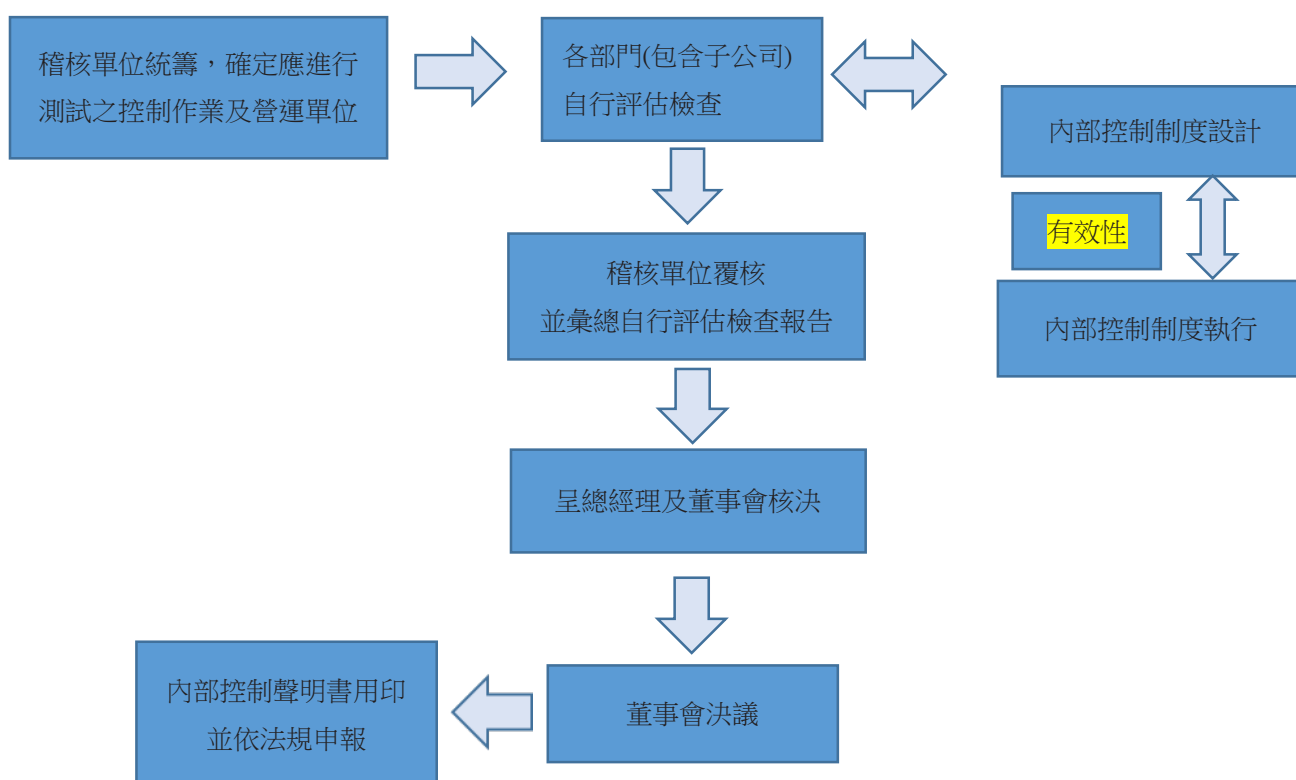 稽核單位統籌，確定應進行
測試之控制作業及營運單位
各部門(包含子公司)
自行評估檢查
內部控制制度設計
有效性
內部控制制度執行
稽核單位覆核
並彙總自行評估檢查報告
呈總經理及董事會核決
董事會決議
內部控制聲明書用印
並依法規申報